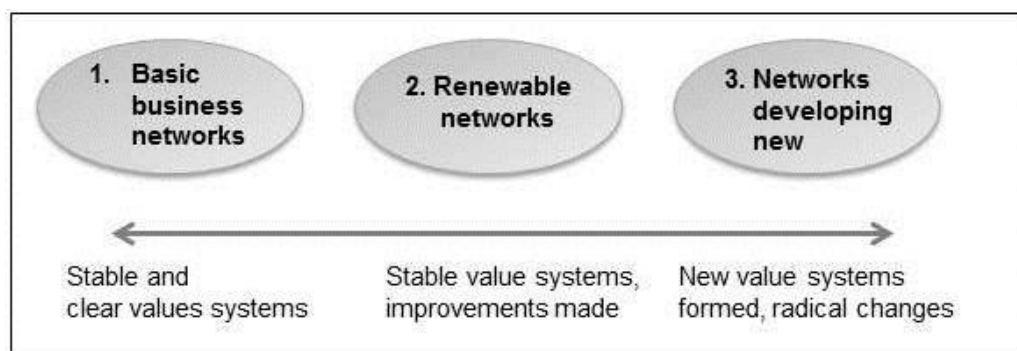 1. Basic
business
networks
2. Renewable
networks
3. Networks
developing
new
Stable and
clear values systems
Stable value systems,
improvements made
New value systems
formed, radical changes